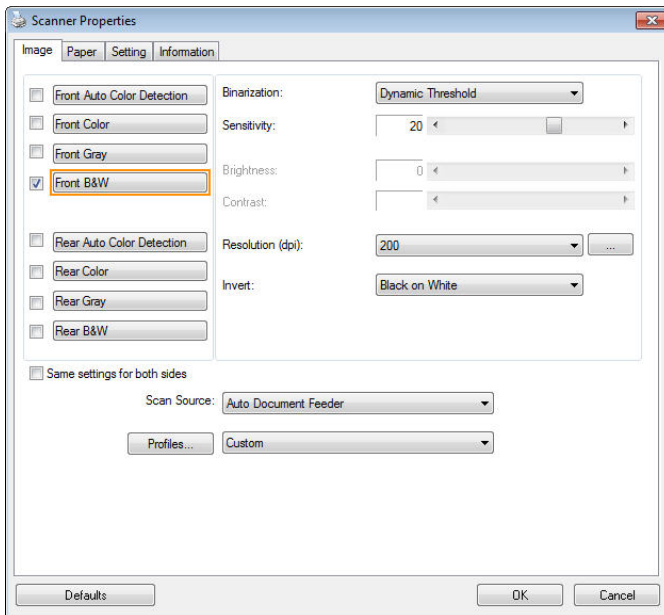 Scanner Properties
Image Paper Setting Information
Front Auto Color Detection
Front Color
Front Gray
Front B&W
Rear Auto Color Detection
Rear Color
Rear Gray
Rear B&W
Binarization: Dynamic Threshold
Sensitivity: 20
Brightness: 0
Contrast:
Resolution (dpi): 200 ...
Invert: Black on White
Same settings for both sides
Scan Source: Auto Document Feeder
Profiles... Custom
Defaults OK Cancel